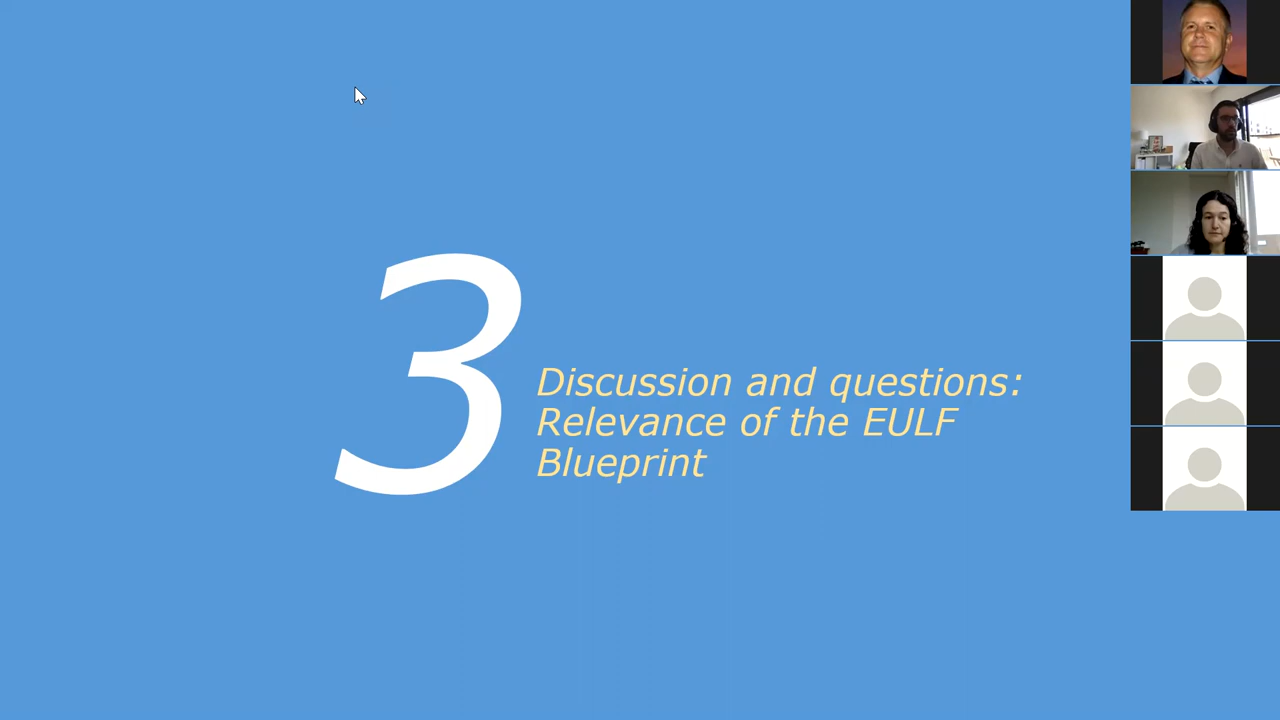 3
Discussion and questions:
Relevance of the EULF
Blueprint